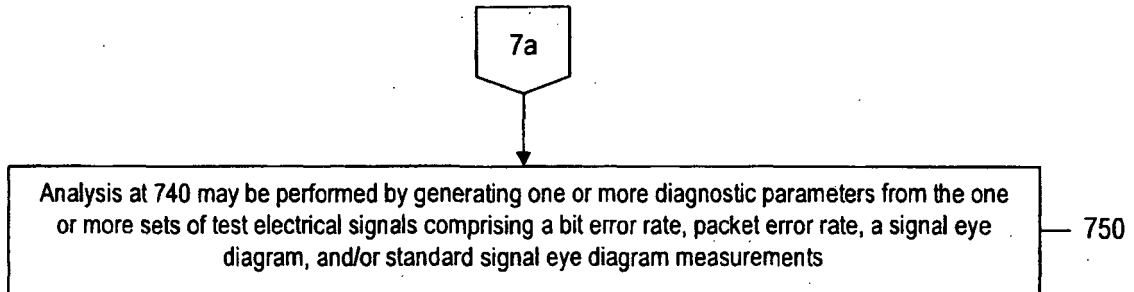 7a
Analysis at 740 may be performed by generating one or more diagnostic parameters from the one
or more sets of test electrical signals comprising a bit error rate, packet error rate, a signal eye
diagram, and/or standard signal eye diagram measurements
750